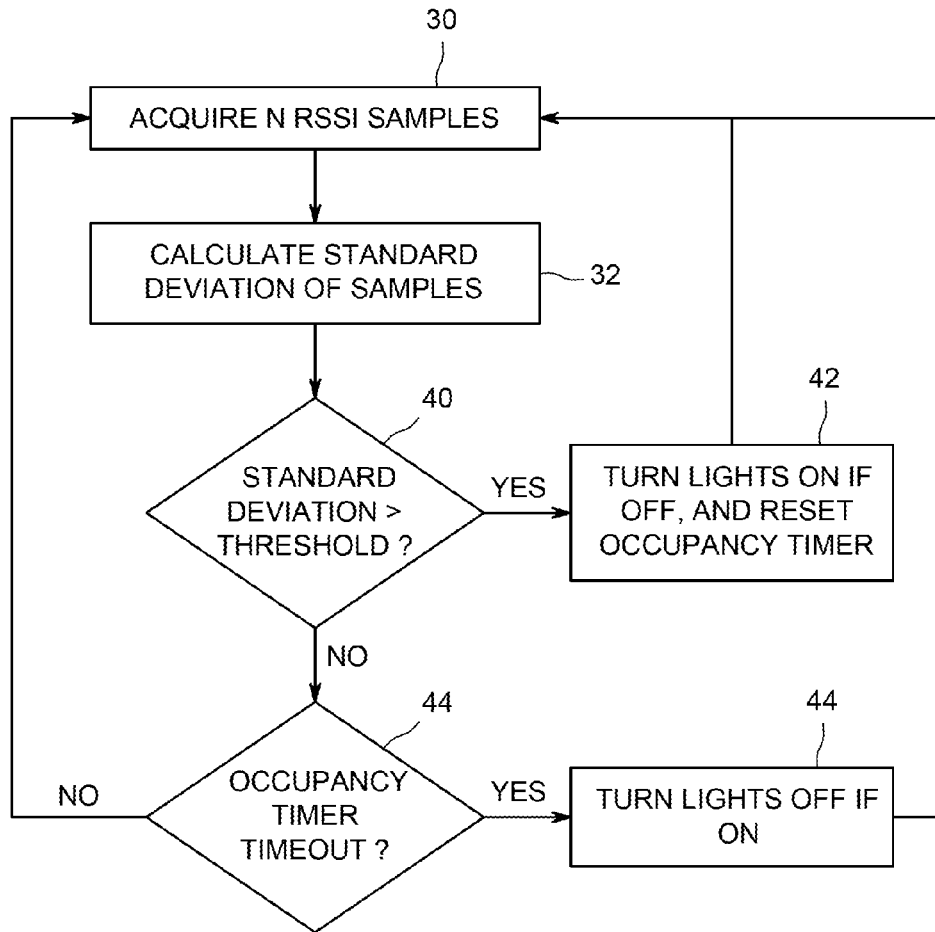 30
ACQUIRE N RSSI SAMPLES
CALCULATE STANDARD
DEVIATION OF SAMPLES
32
40
STANDARD
DEVIATION >
THRESHOLD ?
YES
42
TURN LIGHTS ON IF
OFF, AND RESET
OCCUPANCY TIMER
NO
44
OCCUPANCY
TIMER
TIMEOUT ?
NO
YES
44
TURN LIGHTS OFF IF
ON